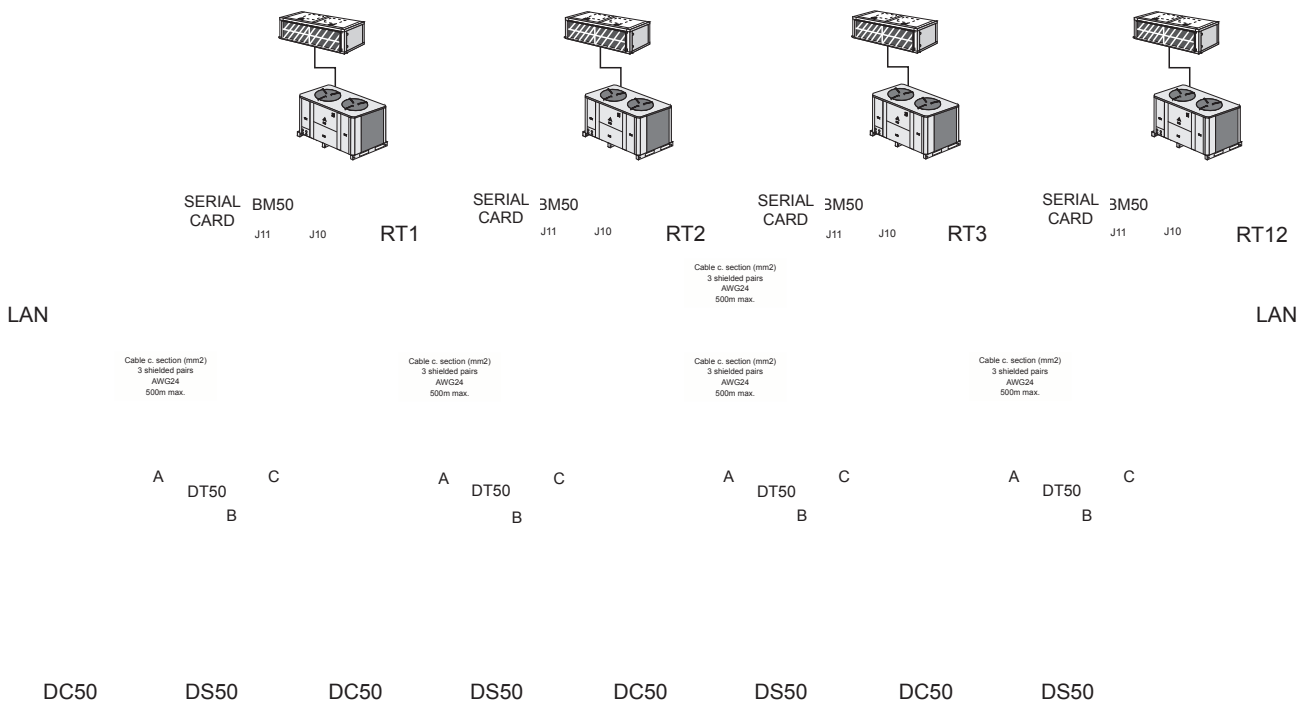 SERIAL
CARD
BM50
J11
J10
RT1
SERIAL
CARD
BM50
J11
J10
RT2
SERIAL
CARD
BM50
J11
J10
RT3
SERIAL
CARD
BM50
J11
J10
RT12
Cable c. section (mm2)
3 shielded pairs
AWG24
500m max.
LAN
LAN
Cable c. section (mm2)
3 shielded pairs
AWG24
500m max.
Cable c. section (mm2)
3 shielded pairs
AWG24
500m max.
Cable c. section (mm2)
3 shielded pairs
AWG24
500m max.
Cable c. section (mm2)
3 shielded pairs
AWG24
500m max.
A
DT50
C
B
A
DT50
C
B
A
DT50
C
B
A
DT50
C
B
DC50
DS50
DC50
DS50
DC50
DS50
DC50
DS50